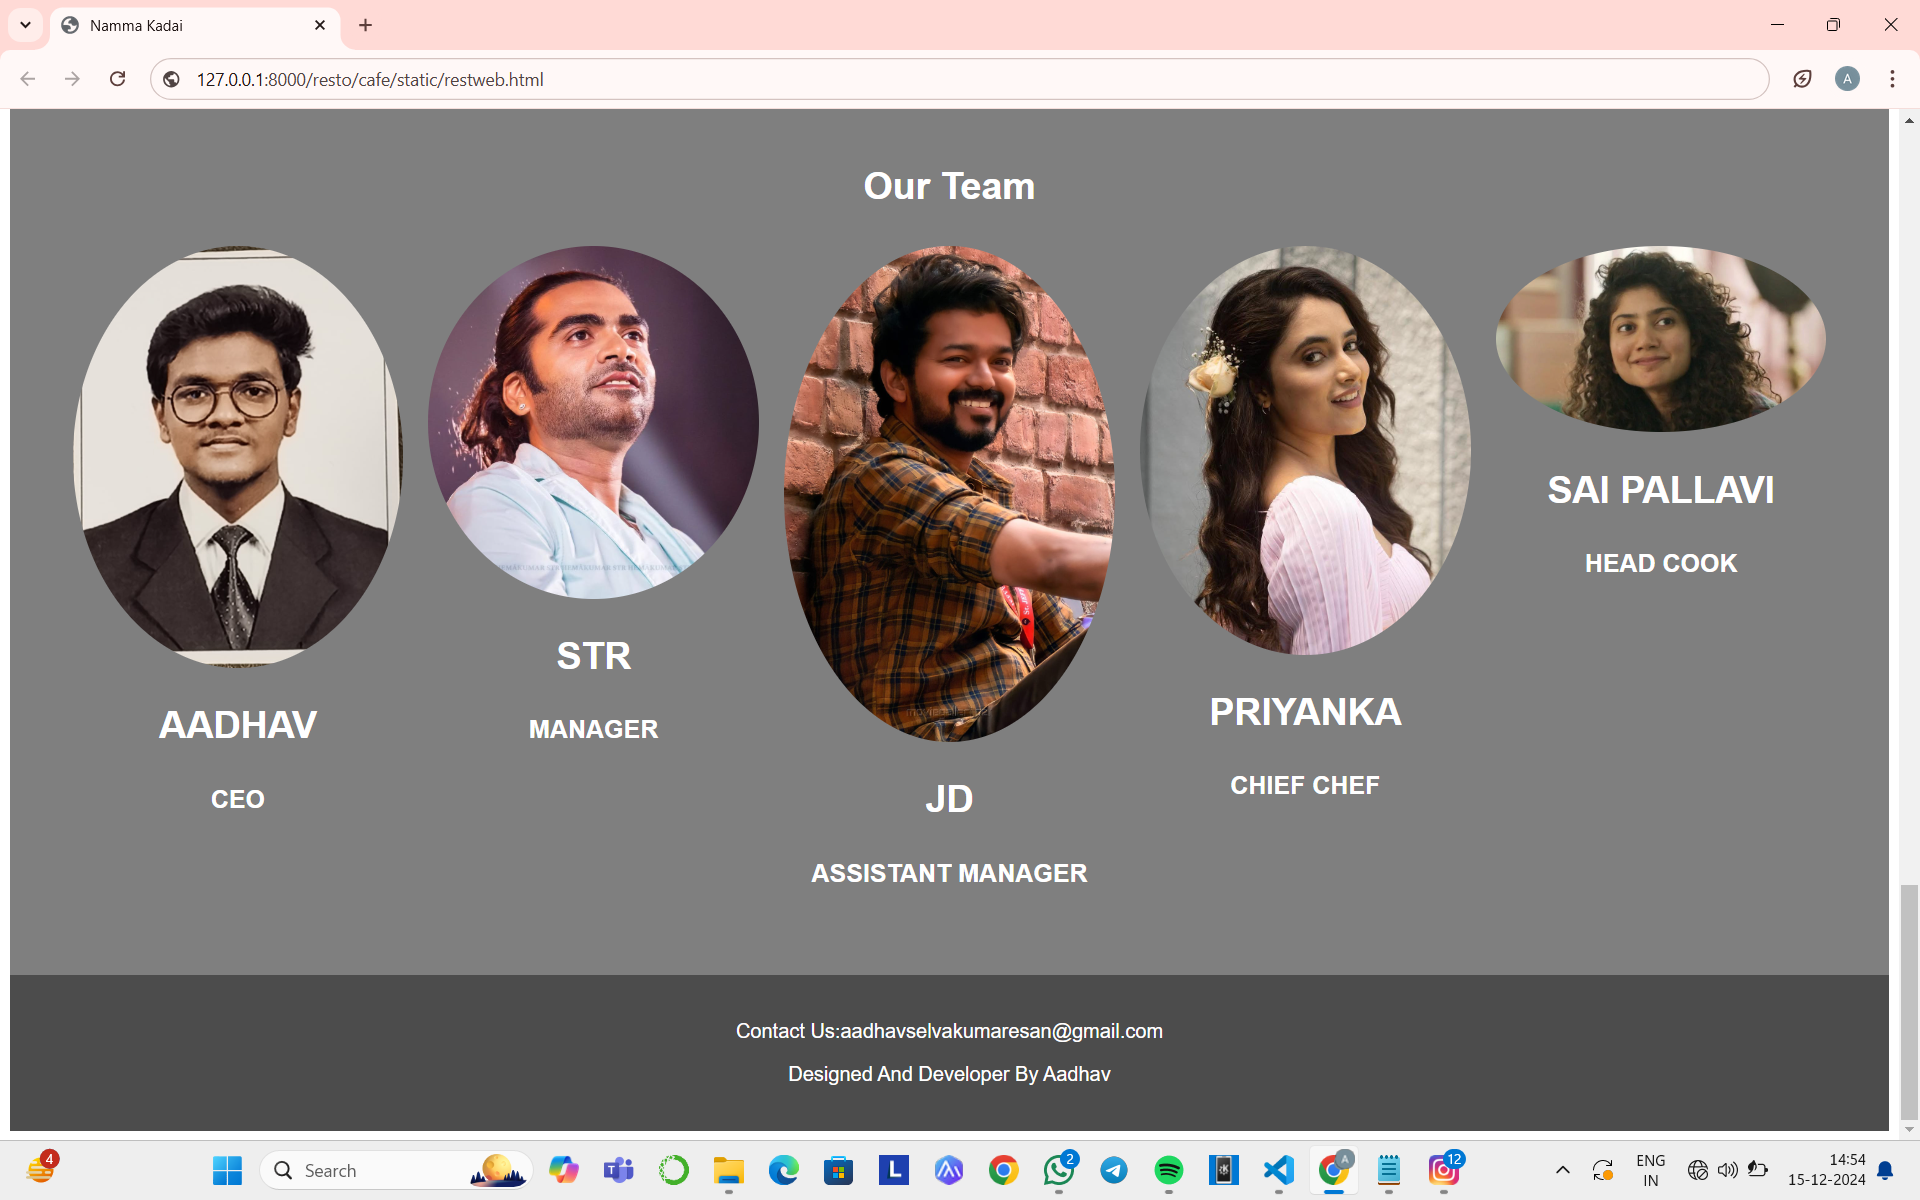 Namma Kadai
127.0.0.1:8000/resto/cafe/static/restweb.html
A
Our Team
AADHAV
CEO
STR
MANAGER
JD
ASSISTANT MANAGER
PRIYANKA
CHIEF CHEF
SAI PALLAVI
HEAD COOK
Contact Us:aadhavselvakumaresan@gmail.com
Designed And Developer By Aadhav
4
Search
L
2
A
12
ENG
IN
14:54
15-12-2024